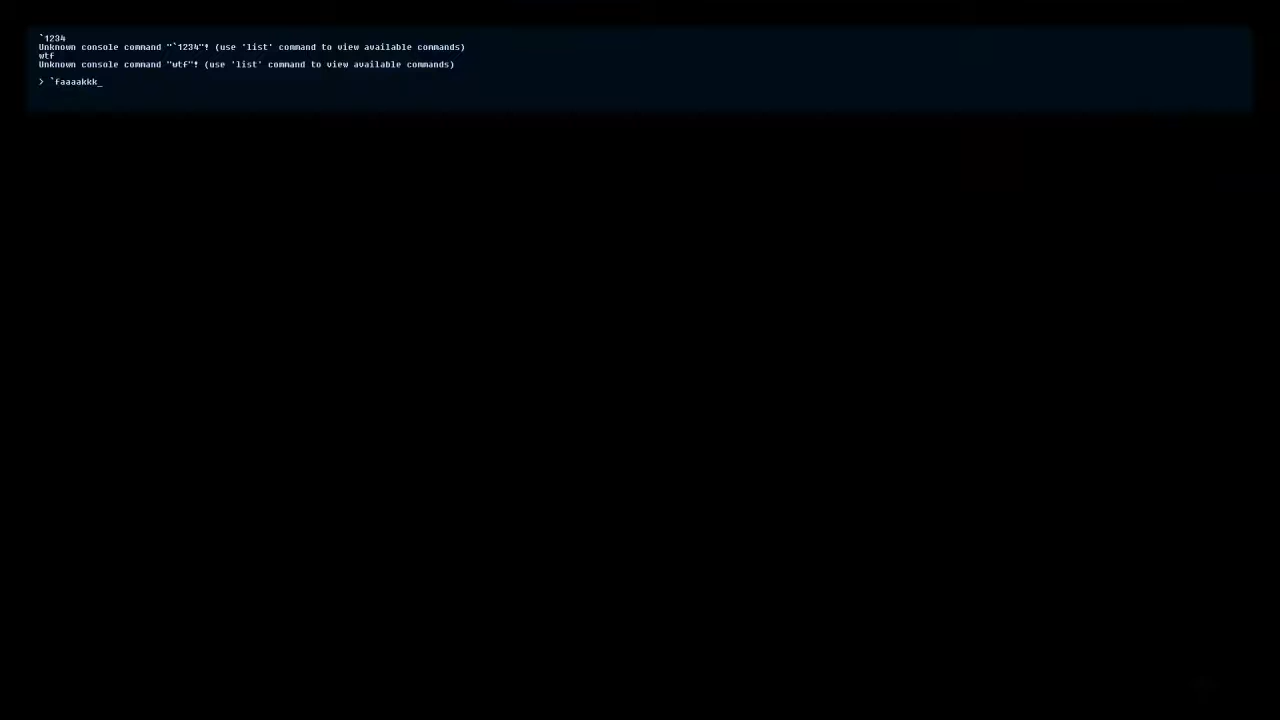 `1234
Unknown console command "`1234"! (use 'list' command to view available commands)
wtf
Unknown console command "wtf"! (use 'list' command to view available commands)
> `faaaakkk_